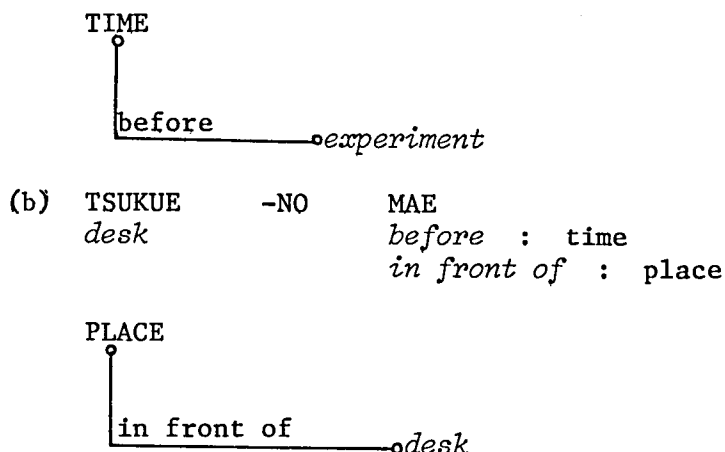 TIME
before experiment
(b) TSUKUE -NO MAE
desk before : time
in front of : place
PLACE
in front of desk